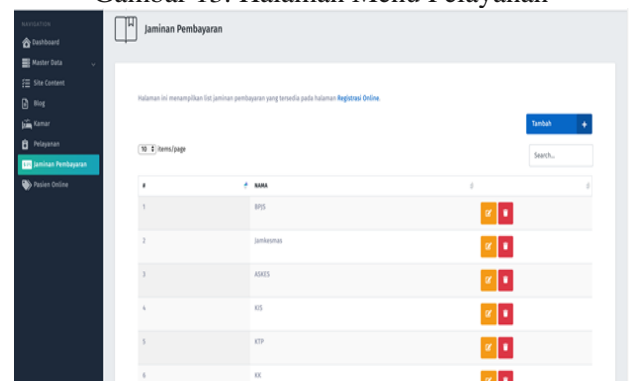 Gambar 13. Halaman Menu Pelayanan
NAVIGATION
Dashboard
Master Data
Site Content
Blog
Kamar
Pelayanan
Jaminan Pembayaran
Pasien Online
Jaminan Pembayaran
Halaman ini menampilkan list jaminan pembayaran yang tersedia pada halaman Registrasi Online.
Tambah +
10 items/page
Search...
# NAMA
1 BPJS
2 Jamkesmas
3 ASKES
4 KIS
5 KTP
6 KK